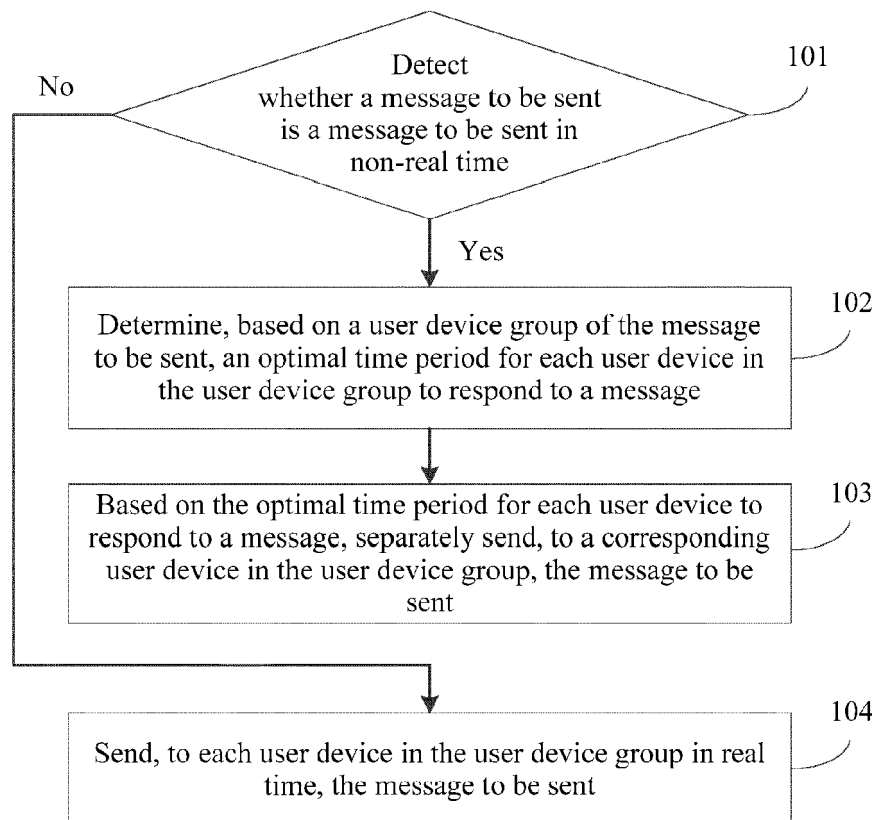 Detect
whether a message to be sent
is a message to be sent in
non-real time
101
No
Yes
102
Determine, based on a user device group of the message
to be sent, an optimal time period for each user device in
the user device group to respond to a message
103
Based on the optimal time period for each user device to
respond to a message, separately send, to a corresponding
user device in the user device group, the message to be
sent
104
Send, to each user device in the user device group in real
time, the message to be sent